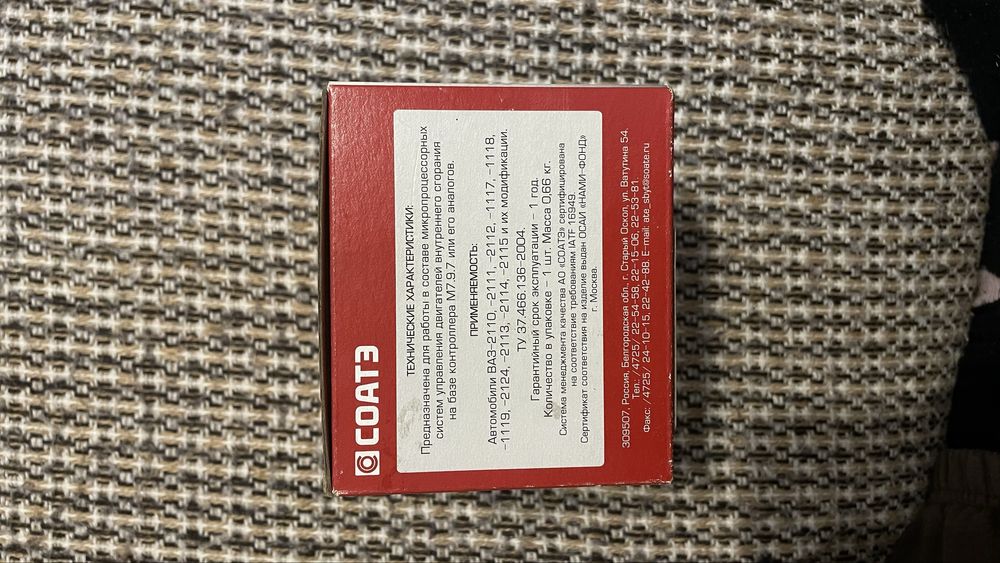 СОАТЭ
ТЕХНИЧЕСКИЕ ХАРАКТЕРИСТИКИ:
Предназначена для работы в составе микропроцессорных
систем управления двигателей внутреннего сгорания
на базе контроллера М7.9.7 или его аналогов.
ПРИМЕНЯЕМОСТЬ:
Автомобили ВАЗ-2110, -2111, -2112, -1117, -1118,
-1119, -2124, -2113, -2114, -2115 и их модификации.
ТУ 37.466.136-2004.
Гарантийный срок эксплуатации – 1 год.
Количество в упаковке – 1 шт. Масса 0,66 кг.
Система менеджмента качества АО «СОАТЭ» сертифицирована
на соответствие требованиям IATF 16949.
Сертификат соответствия на изделие выдан ОСАИ «НАМИ-ФОНД»
г. Москва.
309507, Россия, Белгородская обл., г. Старый Оскол, ул. Ватутина 54.
Тел.: /4725/ 22-54-58, 22-15-06, 22-53-81.
Факс: /4725/ 24-10-15, 22-42-88. E-mail: ate_sbyt@soate.ru